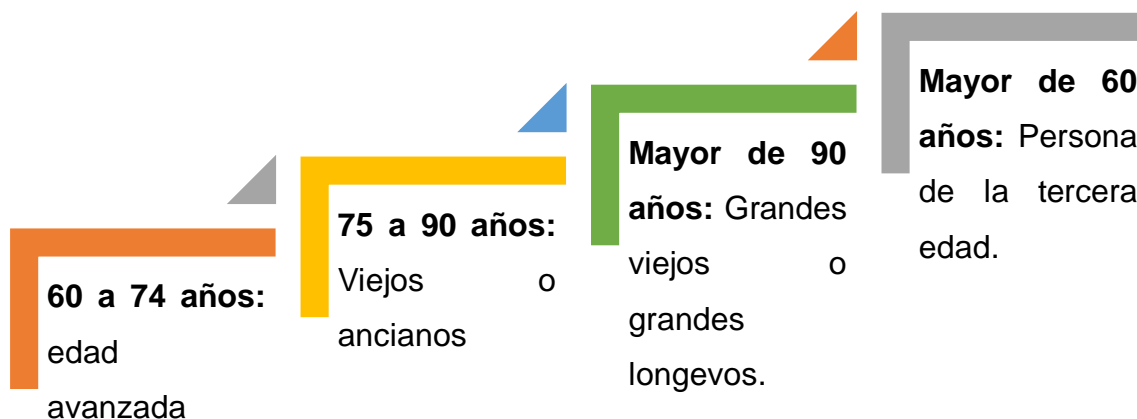 60 a 74 años:
edad
avanzada
75 a 90 años:
Viejos o
ancianos
Mayor de 90
años: Grandes
viejos o
grandes
longevos.
Mayor de 60
años: Persona
de la tercera
edad.